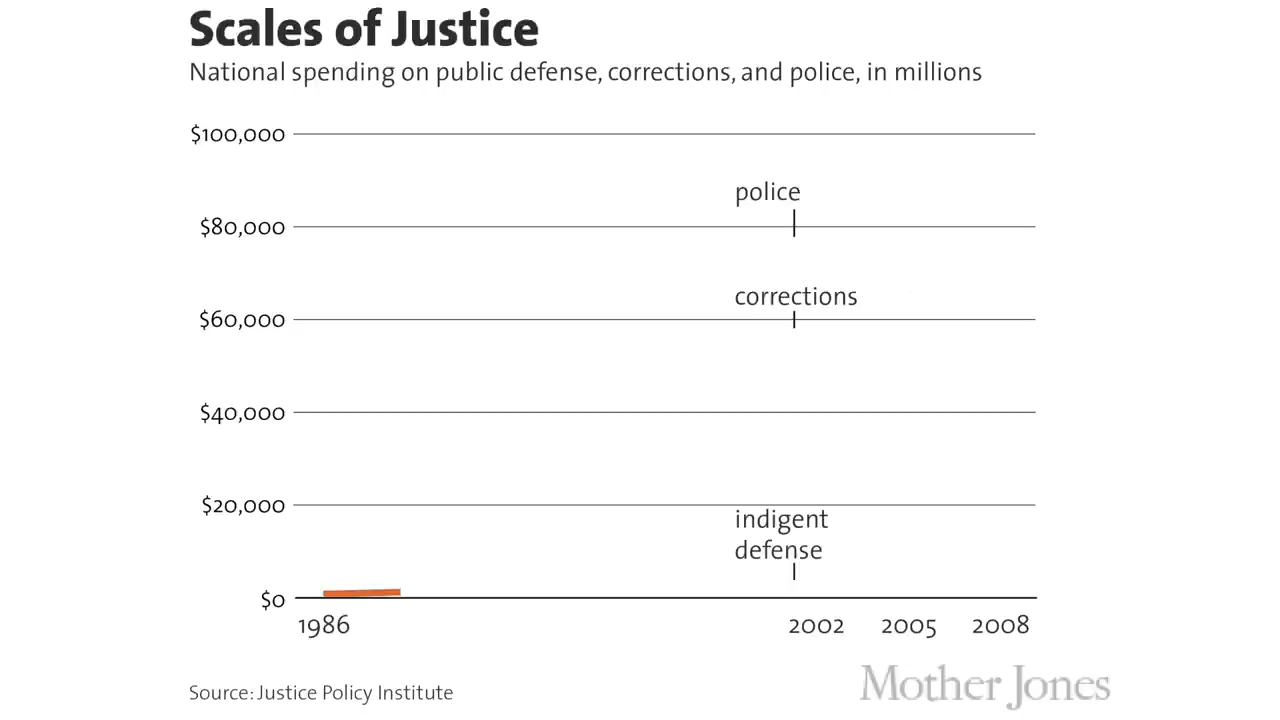 Scales of Justice
National spending on public defense, corrections, and police, in millions
$100,000
police
$80,000
corrections
$60,000
$40,000
$20,000
indigent
defense
$0
1986 2002 2005 2008
Source: Justice Policy Institute
Mother Jones